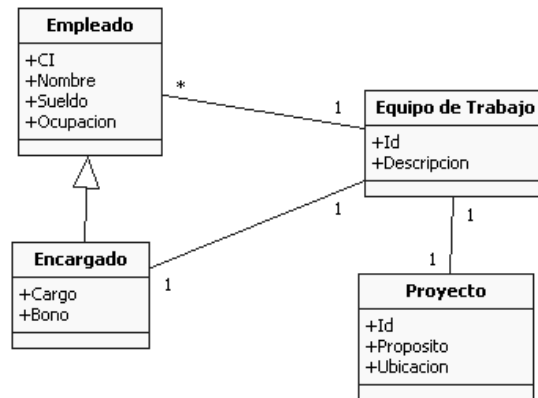 Empleado
+CI
+Nombre
+Sueldo
+Ocupacion
*
1
Equipo de Trabajo
+Id
+Descripcion
1
1
Encargado
+Cargo
+Bono
1
1
Proyecto
+Id
+Proposito
+Ubicacion